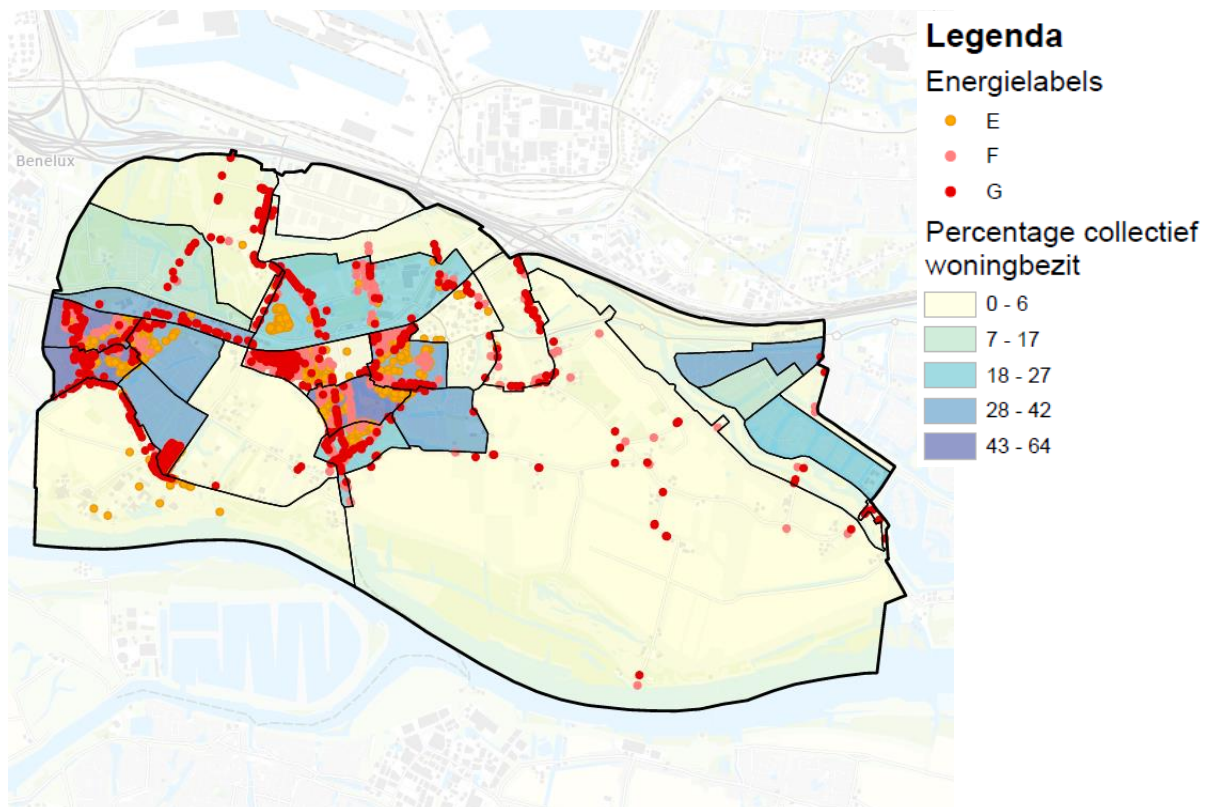 Legenda
Energielabels
E
F
G
Percentage collectief
woningbezit
0 - 6
7 - 17
18 - 27
28 - 42
43 - 64
Benelux